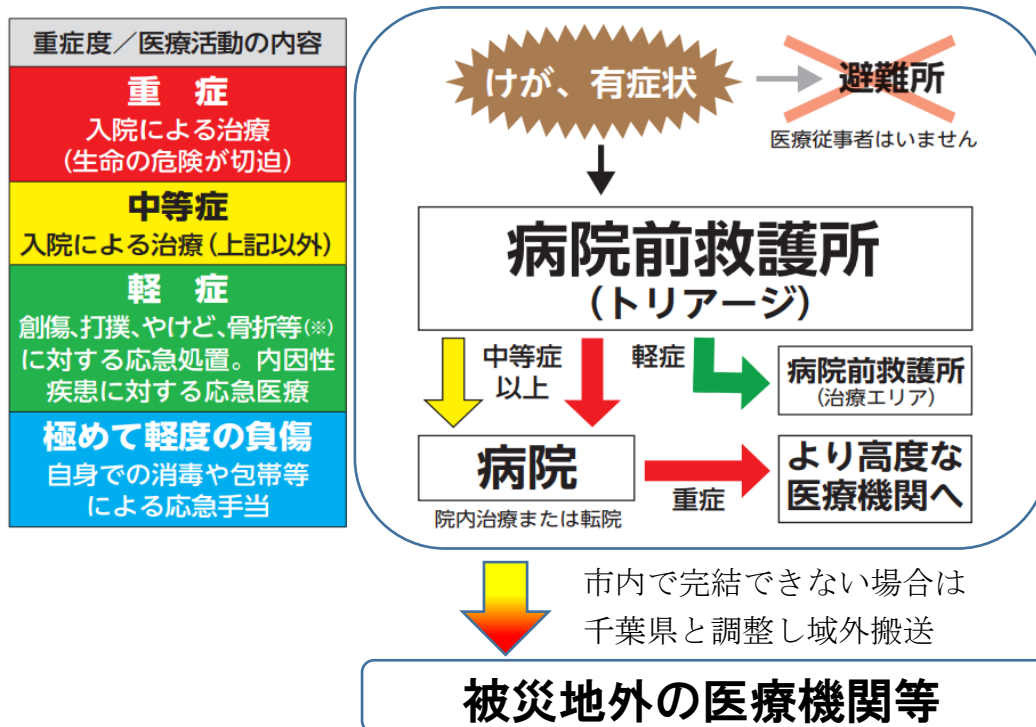 重症度／医療活動の内容
重　症
入院による治療
(生命の危険が切迫)
中等症
入院による治療(上記以外)
軽　症
創傷、打撲、やけど、骨折等(※)
に対する応急処置。内因性
疾患に対する応急医療
極めて軽度の負傷
自身での消毒や包帯等
による応急手当
けが、有症状
避難所
医療従事者はいません
病院前救護所
(トリアージ)
中等症
以上
軽症
病院前救護所
(治療エリア)
病院
院内治療または転院
重症
より高度な
医療機関へ
市内で完結できない場合は
千葉県と調整し域外搬送
被災地外の医療機関等